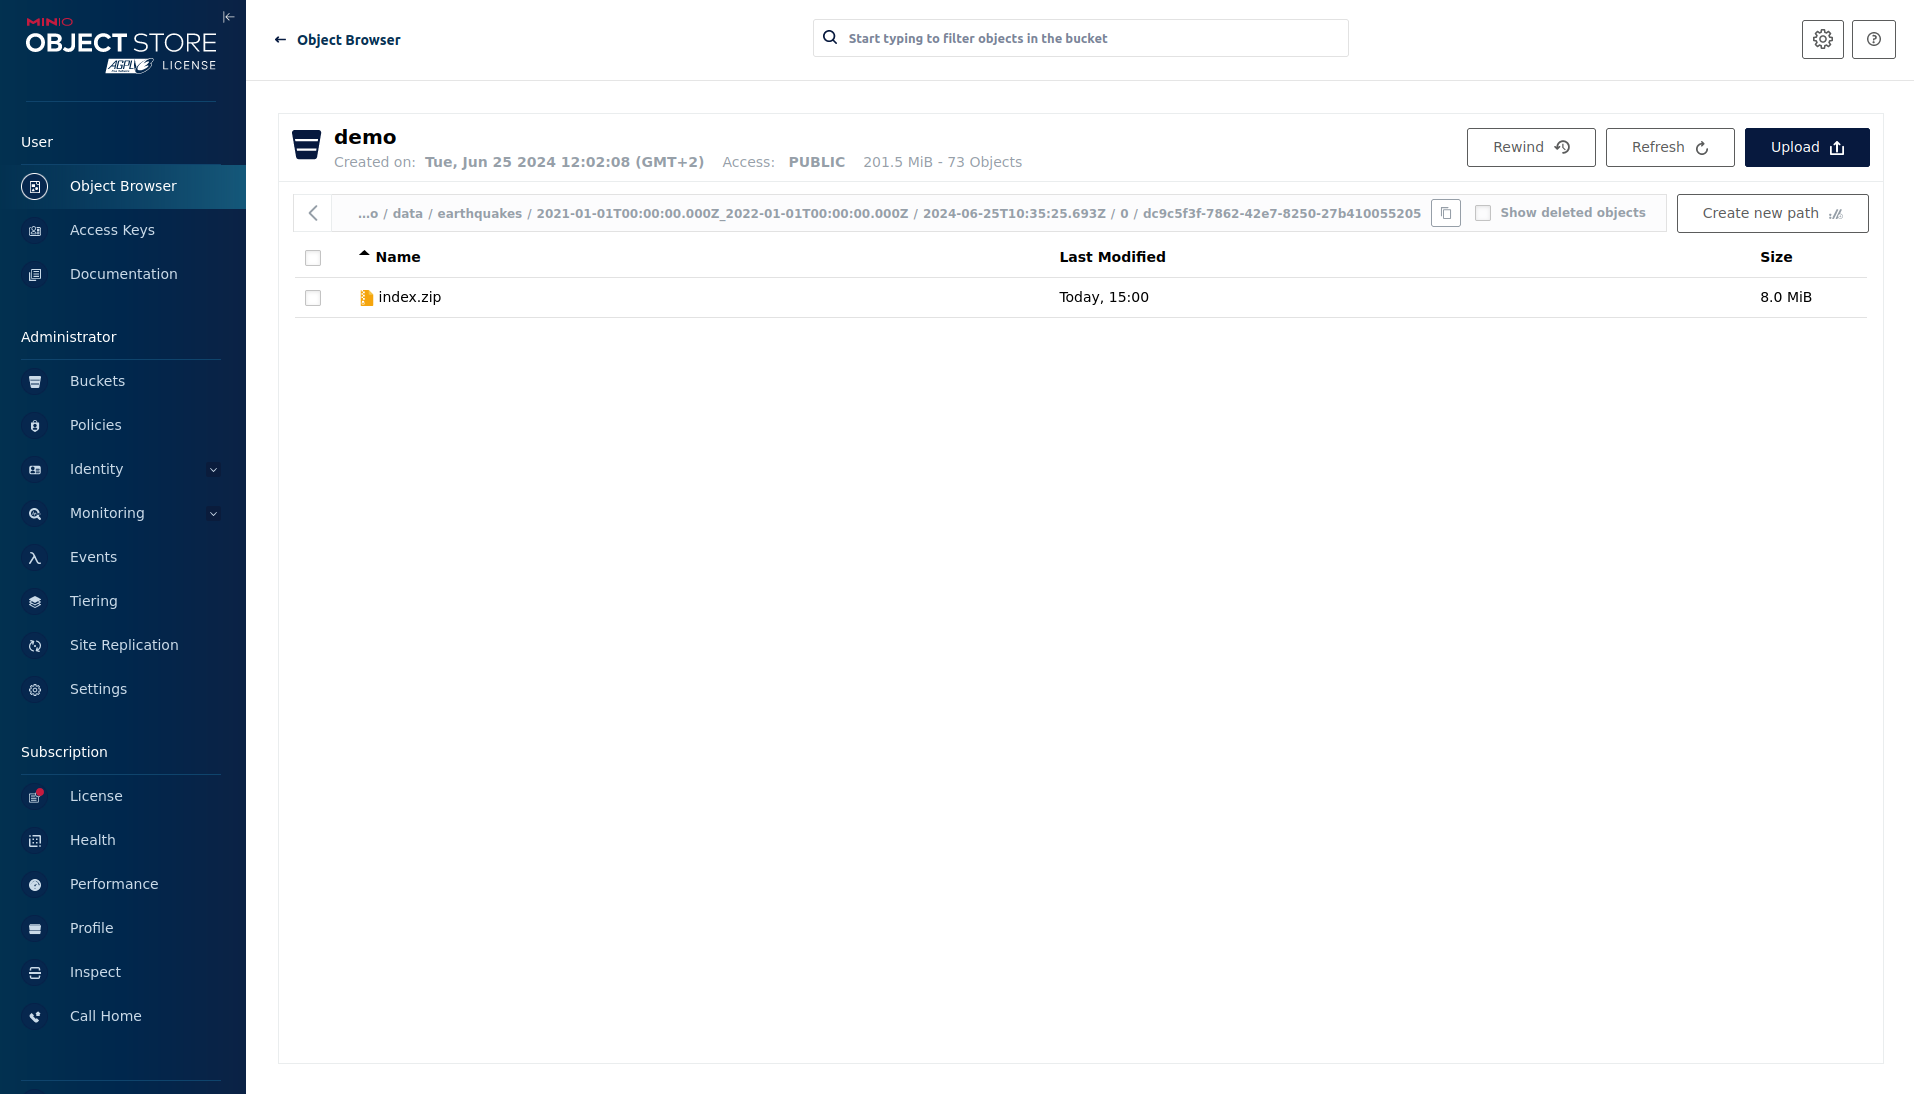 MINIO
OBJECT STORE
AGPL LICENSE
User
Object Browser
Access Keys
Documentation
Administrator
Buckets
Policies
Identity
Monitoring
Events
Tiering
Site Replication
Settings
Subscription
License
Health
Performance
Profile
Inspect
Call Home
Object Browser
Start typing to filter objects in the bucket
demo
Created on: Tue, Jun 25 2024 12:02:08 (GMT+2) Access: PUBLIC 201.5 MiB - 73 Objects
Rewind Refresh Upload
...o / data / earthquakes / 2021-01-01T00:00:00.000Z_2022-01-01T00:00:00.000Z / 2024-06-25T10:35:25.693Z / 0 / dc9c5f3f-7862-42e7-8250-27b410055205 Show deleted objects Create new path
Name Last Modified Size
index.zip Today, 15:00 8.0 MiB